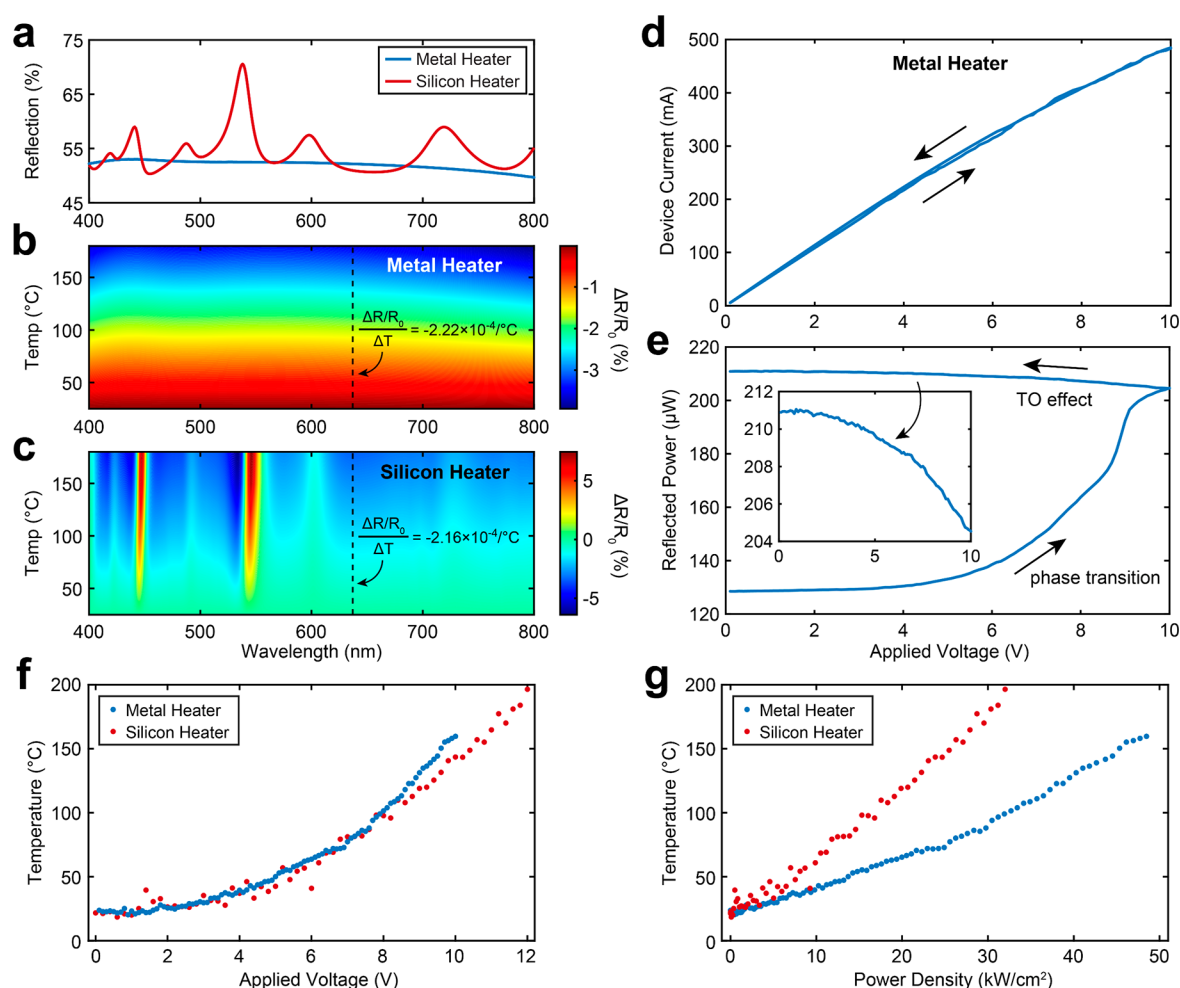 a
75
65
55
45
Reflection (%)
Metal Heater
Silicon Heater
400
500
600
700
800
b
150
100
50
Temp (°C)
Metal Heater
ΔR/R₀
ΔT
= -2.22×10⁻⁴/°C
-1
-2
-3
ΔR/R₀ (%)
c
150
100
50
Temp (°C)
Silicon Heater
ΔR/R₀
ΔT
= -2.16×10⁻⁴/°C
5
0
-5
ΔR/R₀ (%)
400
500
600
700
800
Wavelength (nm)
d
500
400
300
200
100
0
Device Current (mA)
Metal Heater
0
2
4
6
8
10
e
220
200
180
160
140
120
Reflected Power (µW)
TO effect
phase transition
212
210
208
206
204
0
5
10
0
2
4
6
8
10
Applied Voltage (V)
f
200
150
100
50
0
Temperature (°C)
Metal Heater
Silicon Heater
0
2
4
6
8
10
12
Applied Voltage (V)
g
200
150
100
50
0
Temperature (°C)
Metal Heater
Silicon Heater
0
10
20
30
40
50
Power Density (kW/cm²)